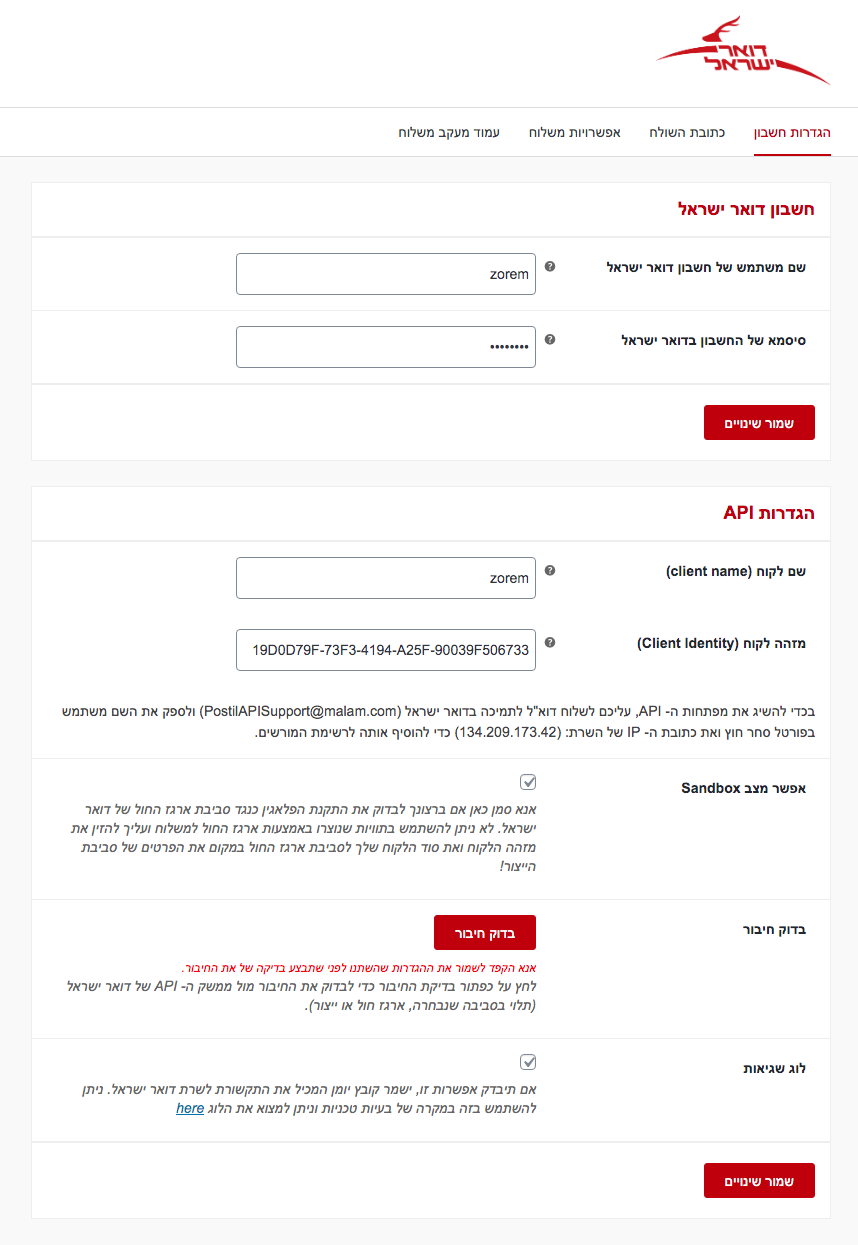 דואר
ישראל
הגדרות חשבון
כתובת השולח
אפשרויות משלוח
עמוד מעקב משלוח
חשבון דואר ישראל
שם משתמש של חשבון דואר ישראל
zorem
סיסמא של החשבון בדואר ישראל
••••••••
שמור שינויים
הגדרות API
שם לקוח (client name)
zorem
מזהה לקוח (Client Identity)
19D0D79F-73F3-4194-A25F-90039F506733
בכדי להשיג את מפתחות ה- API, עליכם לשלוח דוא"ל לתמיכה בדואר ישראל (PostilAPISupport@malam.com) ולספק את השם משתמש
בפורטל סחר חוץ ואת כתובת ה- IP של השרת: (134.209.173.42) כדי להוסיף אותה לרשימת המורשים.
אפשר מצב Sandbox
אנא סמן כאן אם ברצונך לבדוק את התקנת הפלאגין כנגד סביבת ארגז החול של דואר
ישראל. לא ניתן להשתמש בתוויות שנוצרו באמצעות ארגז החול למשלוח ועליך להזין את
מזהה הלקוח ואת סוד הלקוח שלך לסביבת ארגז החול במקום את הפרטים של סביבת
הייצור!
בדוק חיבור
בדוק חיבור
אנא הקפד לשמור את ההגדרות שהשתנו לפני שתבצע בדיקה של את החיבור.
לחץ על כפתור בדיקת החיבור כדי לבדוק את החיבור מול ממשק ה- API של דואר ישראל
(תלוי בסביבה שנבחרה, ארגז חול או ייצור).
לוג שגיאות
אם תיבדק אפשרות זו, ישמר קובץ יומן המכיל את התקשורת לשרת דואר ישראל. ניתן
להשתמש בזה במקרה של בעיות טכניות וניתן למצוא את הלוג here
שמור שינויים